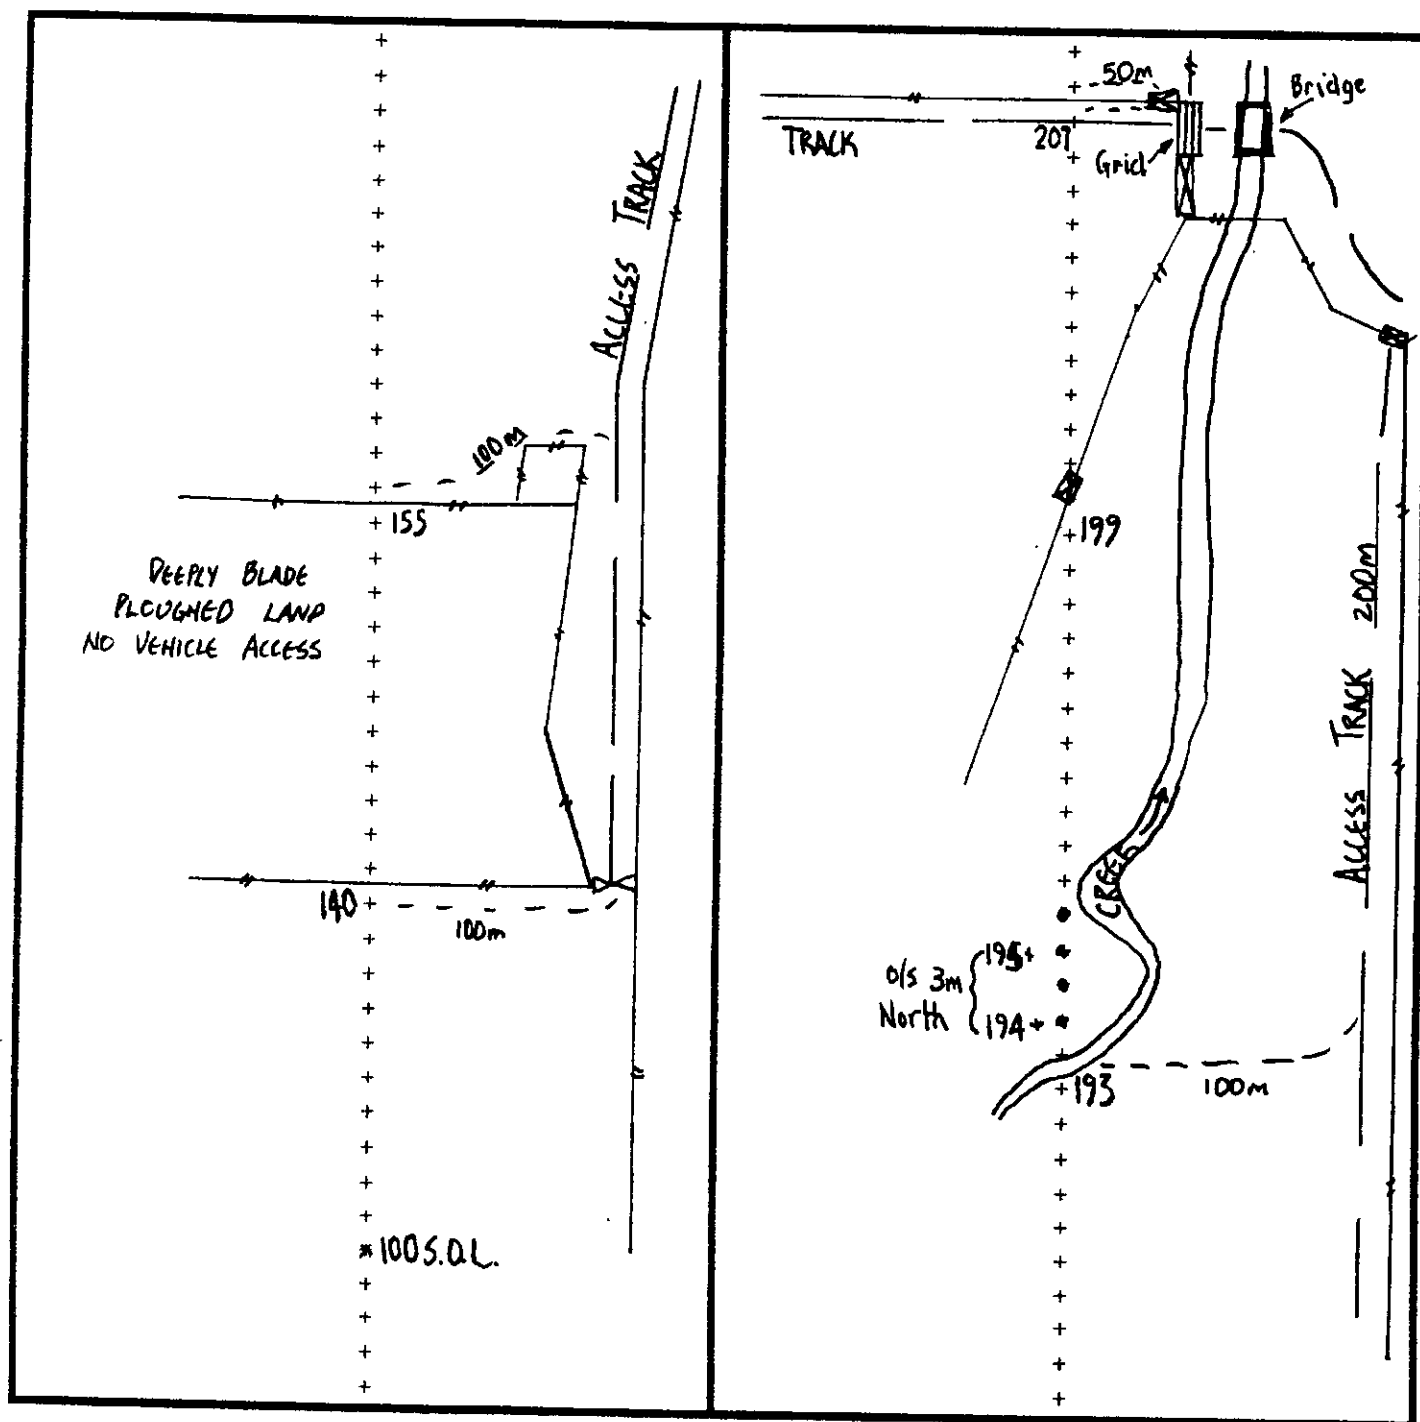 ACCESS TRACK
100m
155
DEEPLY BLADE
PLOUGHED LAND
NO VEHICLE ACCESS
140
100m
100 S.O.L.
50m
Bridge
TRACK
201
Grid
199
ACCESS TRACK 200m
CREEK
195+
o/s 3m
North
194+
193
100m